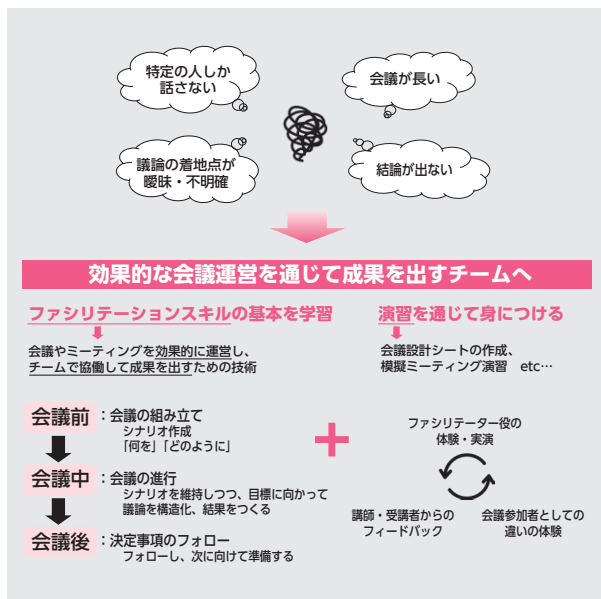 特定の人しか
話さない
会議が長い
議論の着地点が
曖昧・不明確
結論が出ない
効果的な会議運営を通じて成果を出すチームへ
ファシリテーションスキルの基本を学習
会議やミーティングを効果的に運営し、
チームで協働して成果を出すための技術
会議前：会議の組み立て
シナリオ作成
「何を」「どのように」
会議中：会議の進行
シナリオを維持しつつ、目標に向かって
議論を構造化、結果をつくる
会議後：決定事項のフォロー
フォローし、次に向けて準備する
演習を通じて身につける
会議設計シートの作成、
模擬ミーティング演習　etc…
ファシリテーター役の
体験・実演
講師・受講者からの
フィードバック
会議参加者としての
違いの体験